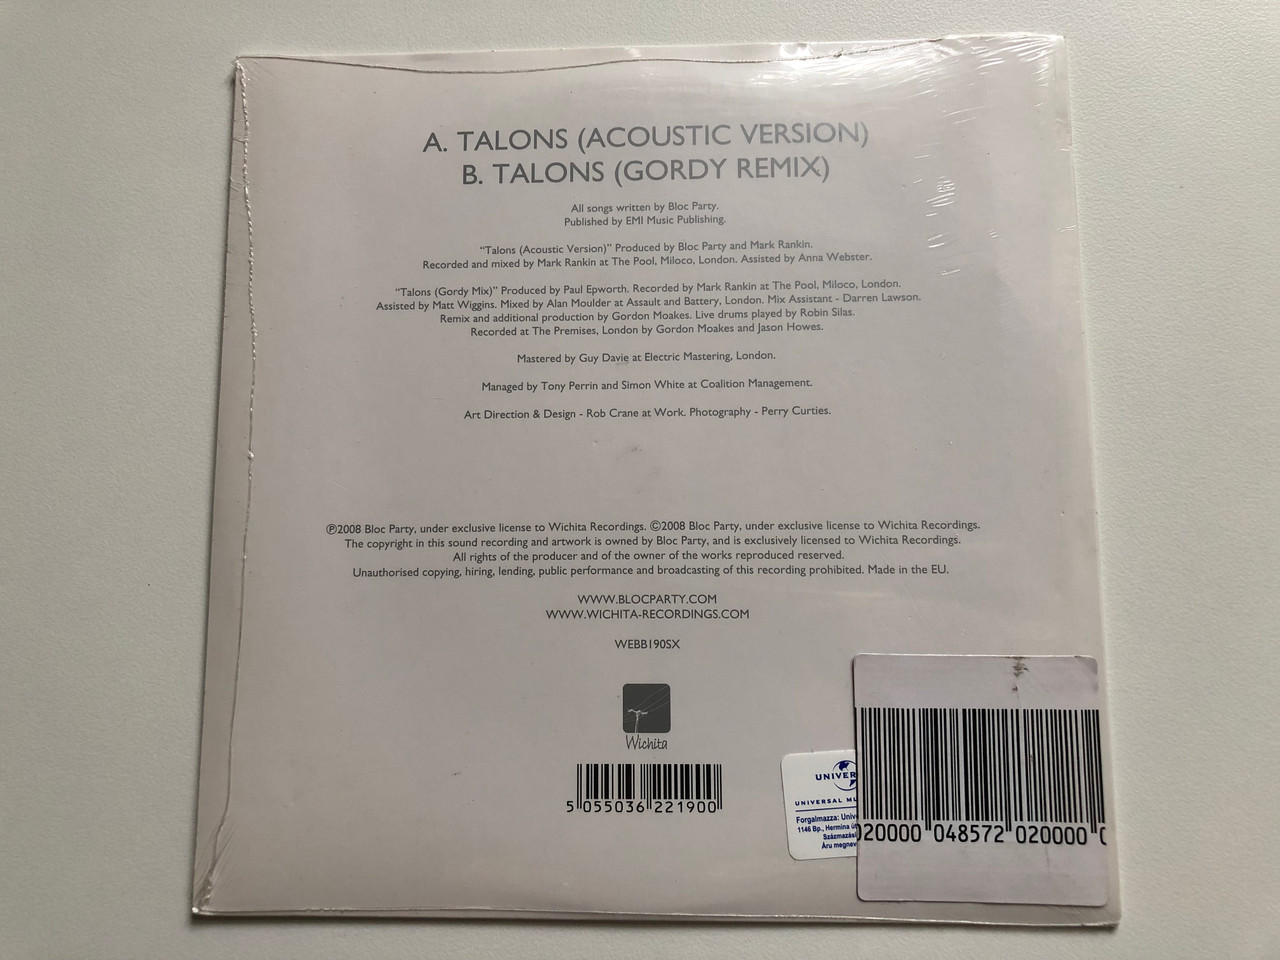 A. TALONS (ACOUSTIC VERSION)
B. TALONS (GORDY REMIX)
All songs written by Bloc Party.
Published by EMI Music Publishing.
“Talons (Acoustic Version)” Produced by Bloc Party and Mark Rankin.
Recorded and mixed by Mark Rankin at The Pool, Miloco, London. Assisted by Anna Webster.
“Talons (Gordy Mix)” Produced by Paul Epworth. Recorded by Mark Rankin at The Pool, Miloco, London.
Assisted by Matt Wiggins. Mixed by Alan Moulder at Assault and Battery, London. Mix Assistant - Darren Lawson.
Remix and additional production by Gordon Moakes. Live drums played by Robin Silas.
Recorded at The Premises, London by Gordon Moakes and Jason Howes.
Mastered by Guy Davie at Electric Mastering, London.
Managed by Tony Perrin and Simon White at Coalition Management.
Art Direction & Design - Rob Crane at Work. Photography - Perry Curties.
℗2008 Bloc Party, under exclusive license to Wichita Recordings. ©2008 Bloc Party, under exclusive license to Wichita Recordings.
The copyright in this sound recording and artwork is owned by Bloc Party, and is exclusively licensed to Wichita Recordings.
All rights of the producer and of the owner of the works reproduced reserved.
Unauthorised copying, hiring, lending, public performance and broadcasting of this recording prohibited. Made in the EU.
WWW.BLOCPARTY.COM
WWW.WICHITA-RECORDINGS.COM
WEBB190SX
Wichita
5 055036 221900
UNIVER
UNIVERSAL MU
Forgalmazza: Unive
1146 Bp., Hermina ú
Származási
Áru megnev
020000 048572 020000